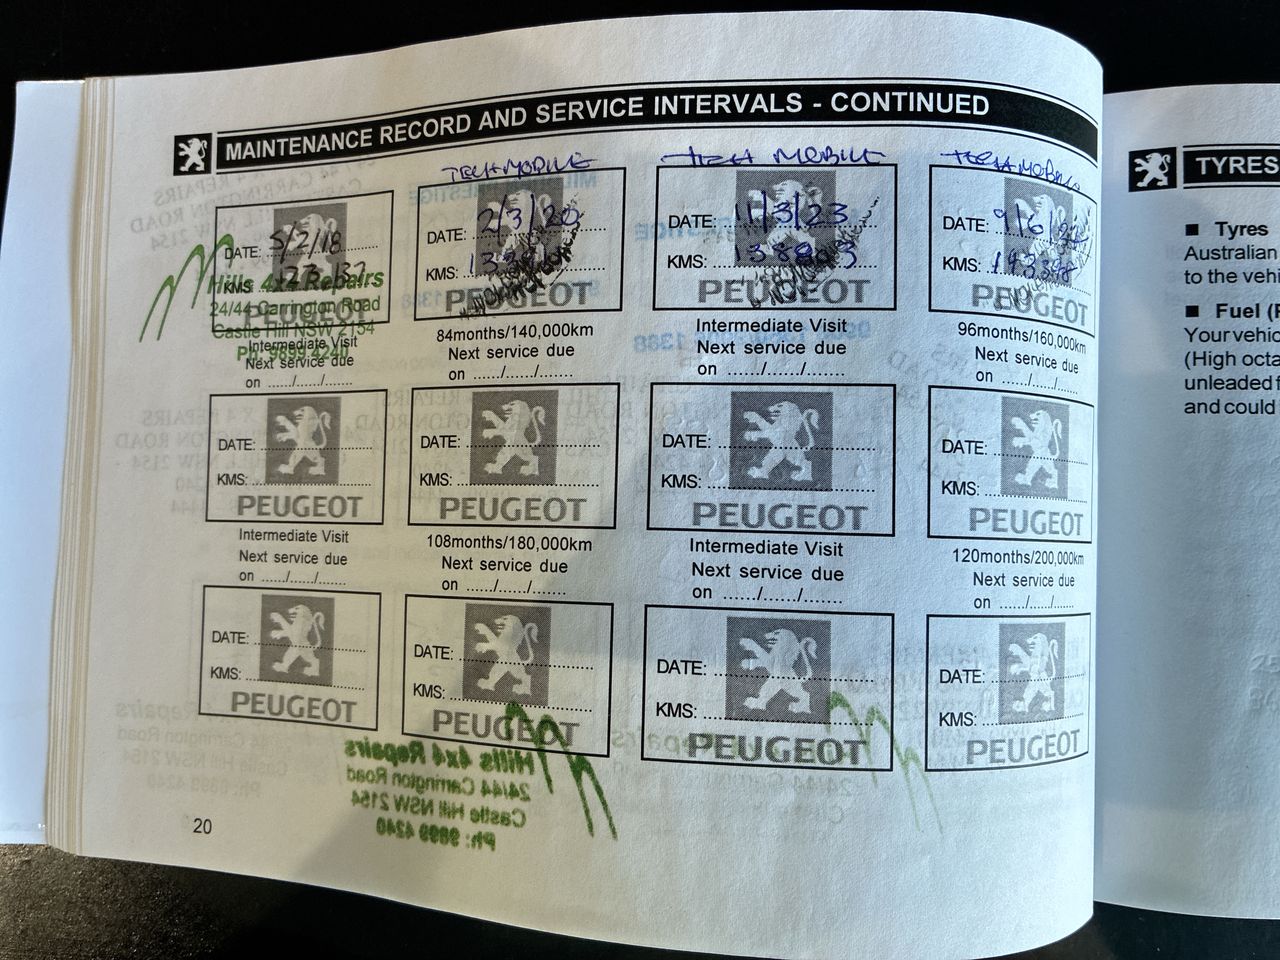 MAINTENANCE RECORD AND SERVICE INTERVALS - CONTINUED
TECHMOBILE
TECH MOBILE
TECHMOBILE
DATE: 5/2/18
KMS:
Hills 4x4 Repairs
24/44 Carrington Road
Castle Hill NSW 2154
Ph: 9899 4240
PEUGEOT
Intermediate Visit
Next service due
on ....../....../.......
DATE: 2/3/20
KMS:
PEUGEOT
84months/140,000km
Next service due
on ....../....../.......
DATE: 11/3/23
KMS:
PEUGEOT
Intermediate Visit
Next service due
on ....../....../.......
DATE: 9/6/
KMS:
PEUGEOT
96months/160,000km
Next service due
on ....../....../.......
DATE:
KMS:
PEUGEOT
Intermediate Visit
Next service due
on ....../....../.......
DATE:
KMS:
PEUGEOT
108months/180,000km
Next service due
on ....../....../.......
DATE:
KMS:
PEUGEOT
Intermediate Visit
Next service due
on ....../....../.......
DATE:
KMS:
PEUGEOT
120months/200,000km
Next service due
on ....../....../.......
DATE:
KMS:
PEUGEOT
DATE:
KMS:
PEUGEOT
DATE:
KMS:
PEUGEOT
DATE:
KMS:
PEUGEOT
Hills 4x4 Repairs
24/44 Carrington Road
Castle Hill NSW 2154
Ph: 9899 4240
20
TYRES
■ Tyres
Australian
to the vehi
■ Fuel (
Your vehic
(High octa
unleaded f
and could